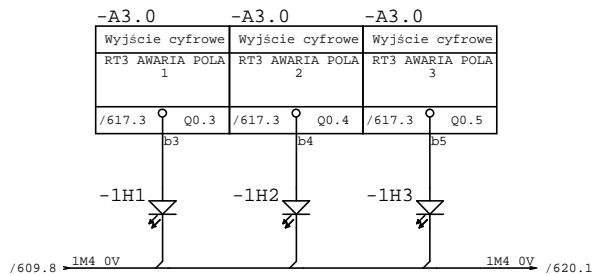 -A3.0 -A3.0 -A3.0
Wyjście cyfrowe Wyjście cyfrowe Wyjście cyfrowe
RT3 AWARIA POLA RT3 AWARIA POLA RT3 AWARIA POLA
1 2 3
/617.3 Q0.3 /617.3 Q0.4 /617.3 Q0.5
b3 b4 b5
-1H1 -1H2 -1H3
1M4 0V 1M4 0V
/609.8 /620.1